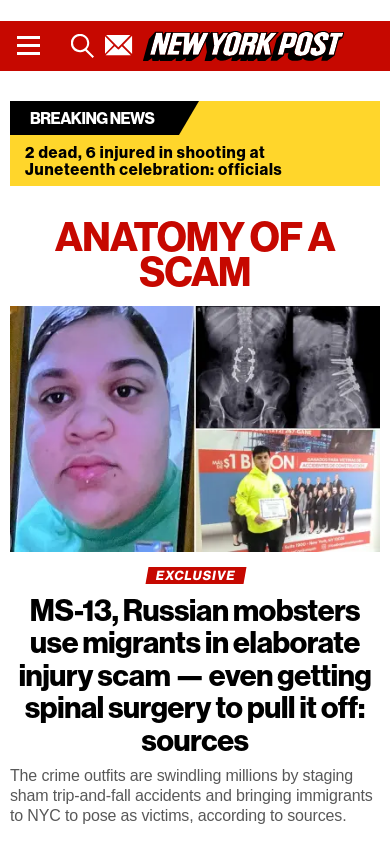 NEW YORK POST
BREAKING NEWS
2 dead, 6 injured in shooting at
Juneteenth celebration: officials
ANATOMY OF A
SCAM
$1 BILLION
EXCLUSIVE
MS-13, Russian mobsters
use migrants in elaborate
injury scam — even getting
spinal surgery to pull it off:
sources
The crime outfits are swindling millions by staging
sham trip-and-fall accidents and bringing immigrants
to NYC to pose as victims, according to sources.